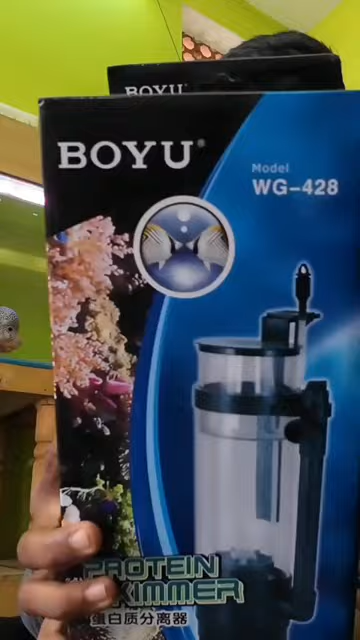 BOYU
BOYU®
Model
WG-428
PROTEIN
SKIMMER
蛋白质分离器